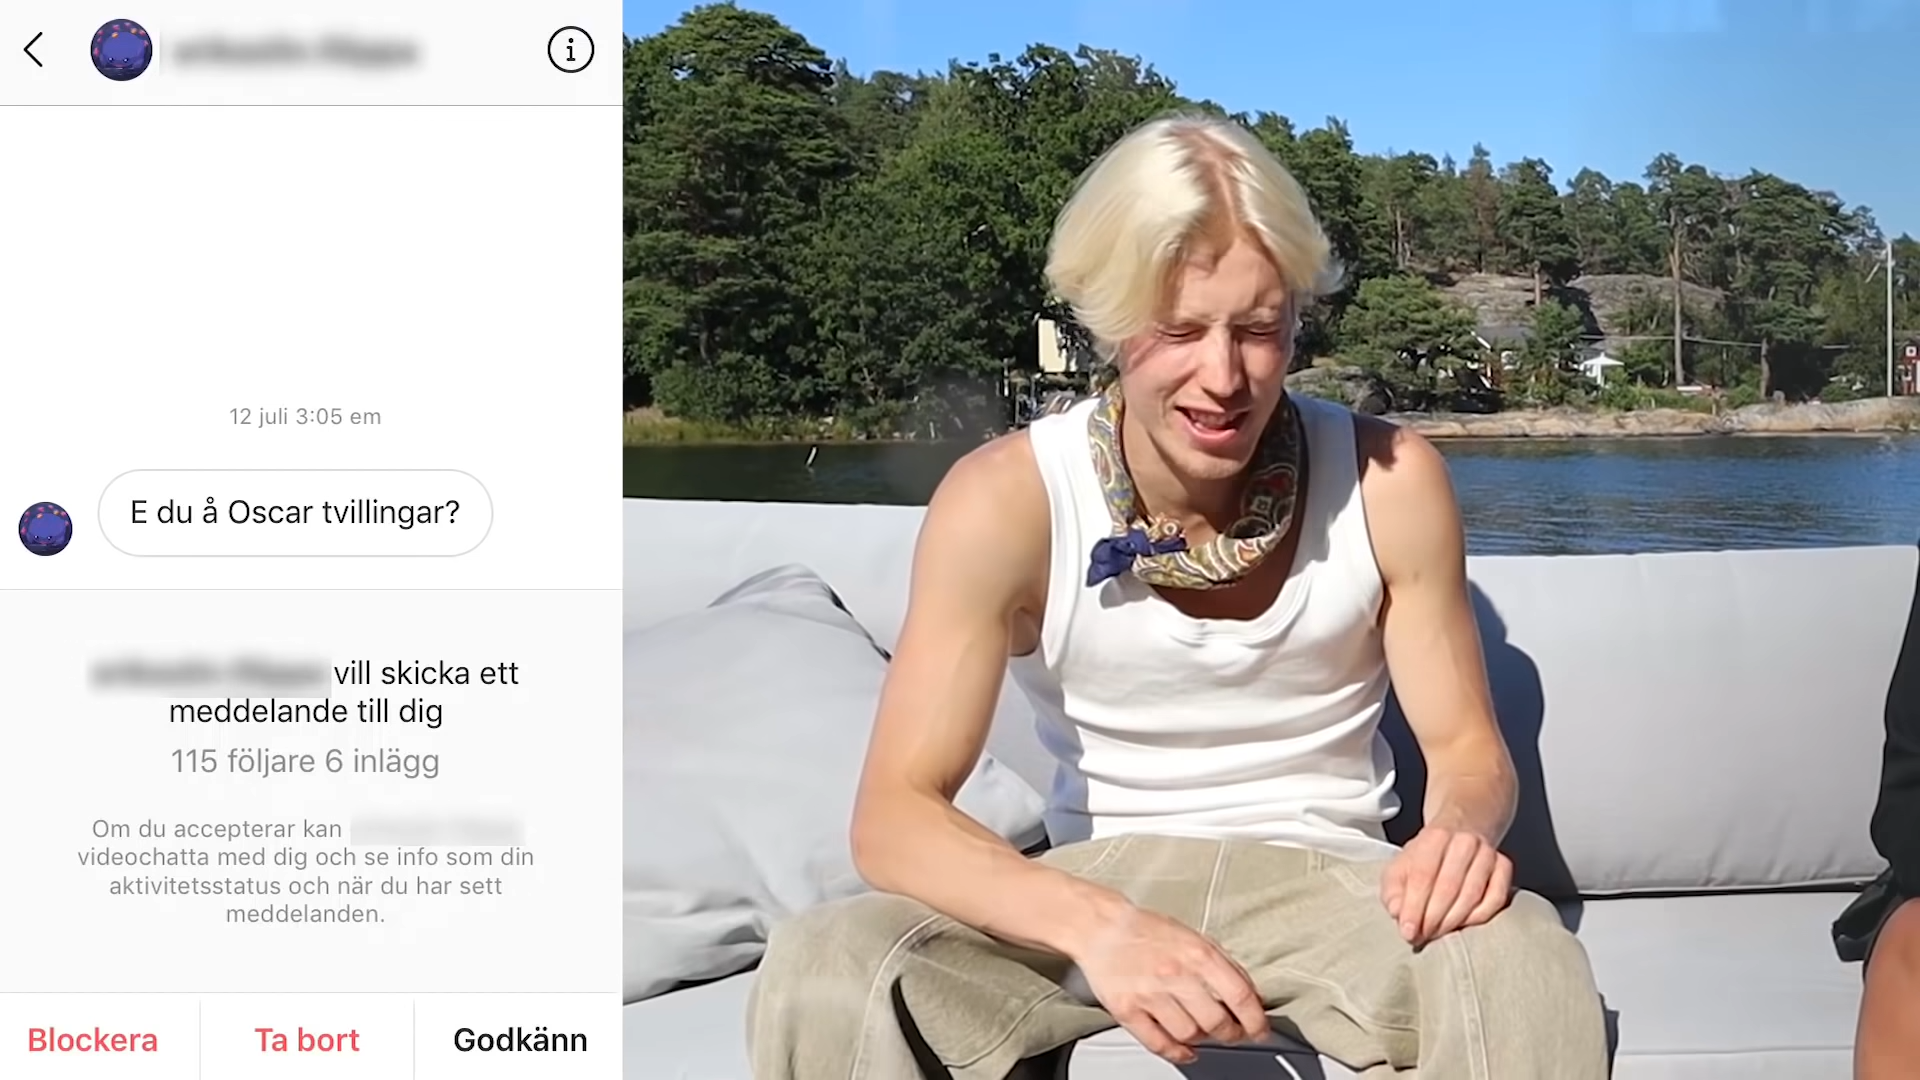 12 juli 3:05 em
E du å Oscar tvillingar?
vill skicka ett
meddelande till dig
115 följare 6 inlägg
Om du accepterar kan
videochatta med dig och se info som din
aktivitetsstatus och när du har sett
meddelanden.
Blockera
Ta bort
Godkänn